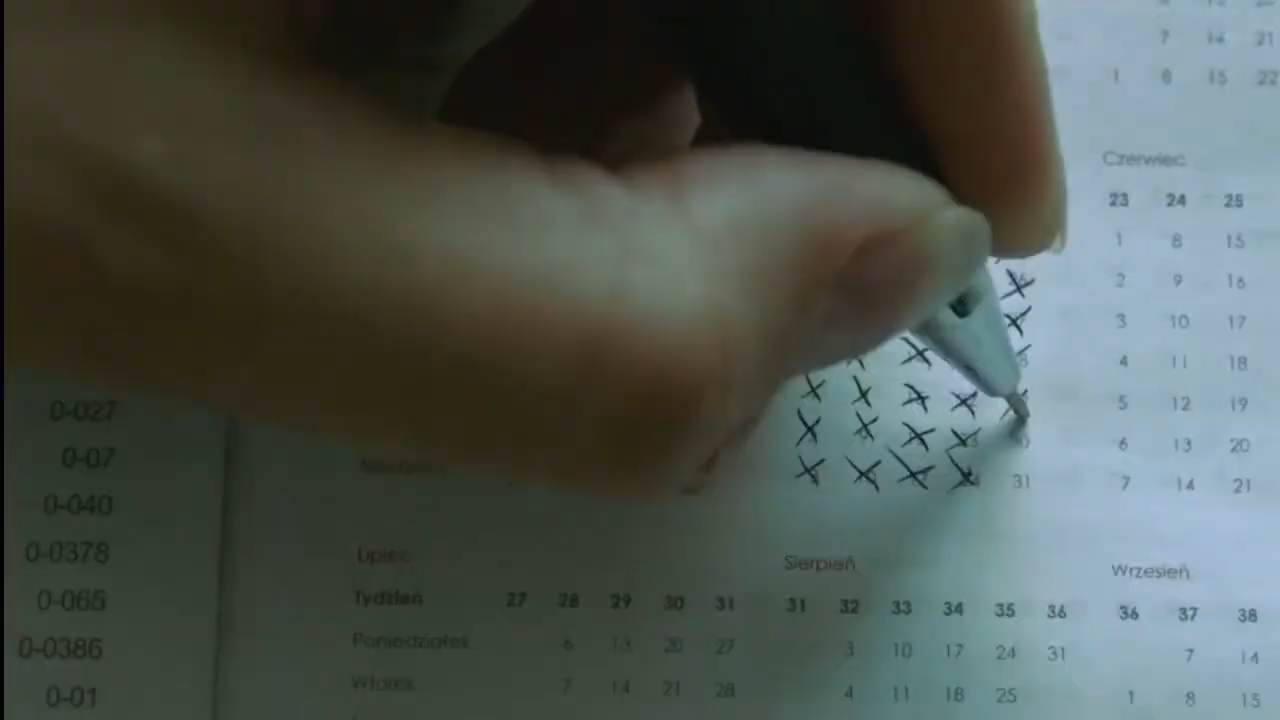 7 14 21
1 8 15 22
Czerwiec
23 24 25
1 8 15
2 9 16
3 10 17
4 11 18
5 12 19
6 13 20
31 7 14 21
0-027
0-07
0-040
0-0378
0-065
0-0386
0-01
Lipiec Sierpień Wrzesień
Tydzień 27 28 29 30 31 31 32 33 34 35 36 36 37 38
Poniedziałek 6 13 20 27 3 10 17 24 31 7 14
Wtorek 7 14 21 28 4 11 18 25 1 8 15